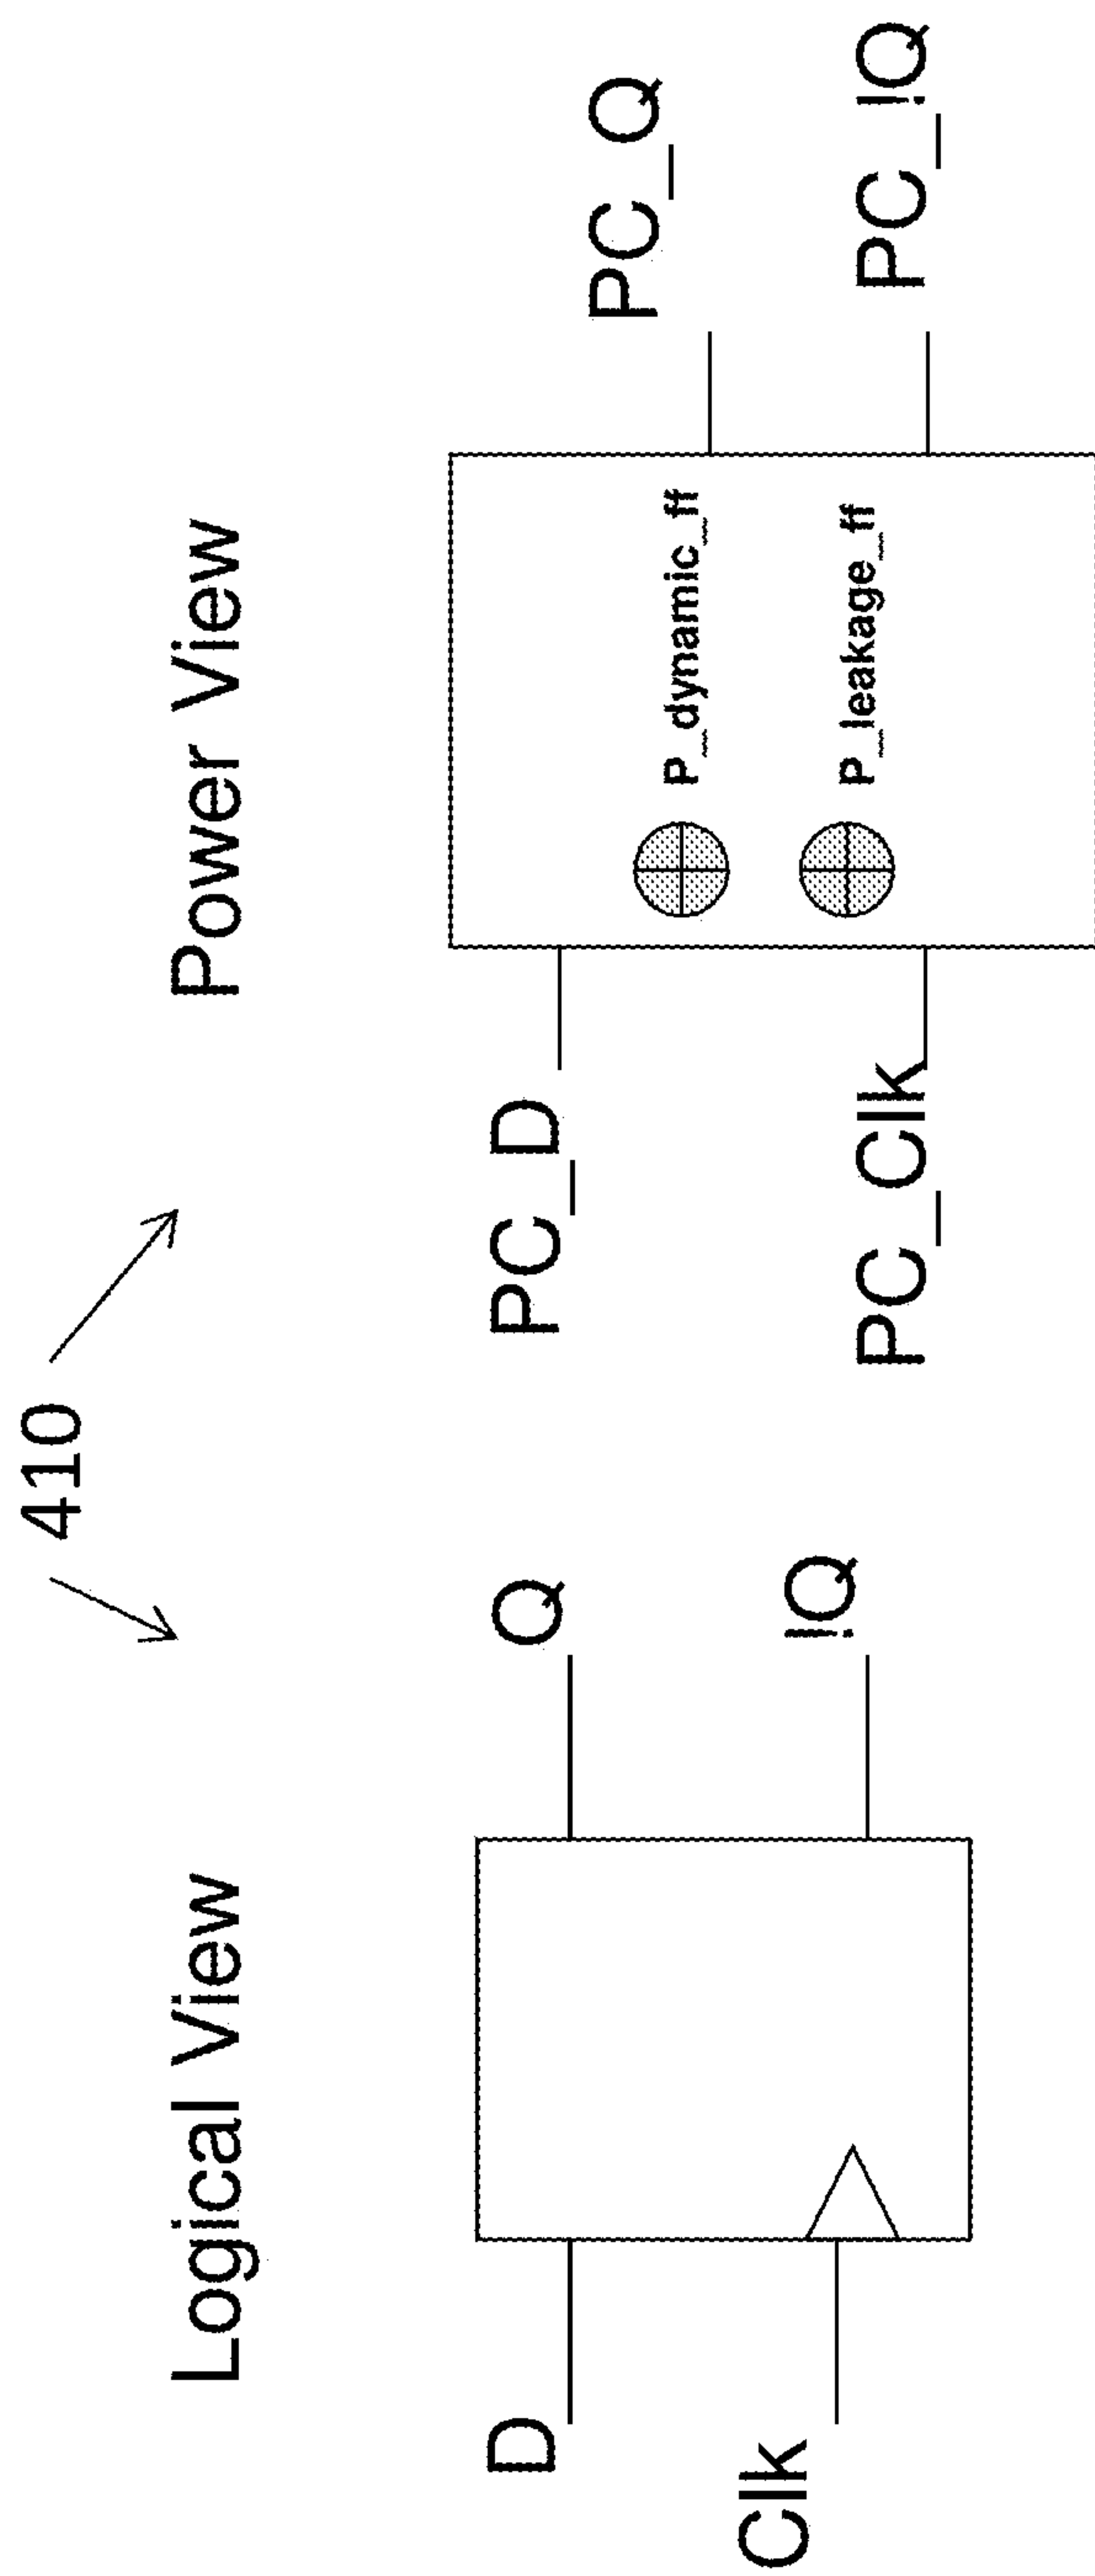 410
Logical View
Power View
D
Clk
Q
!Q
PC_D
PC_Clk
P_dynamic_ff
P_leakage_ff
PC_Q
PC_!Q